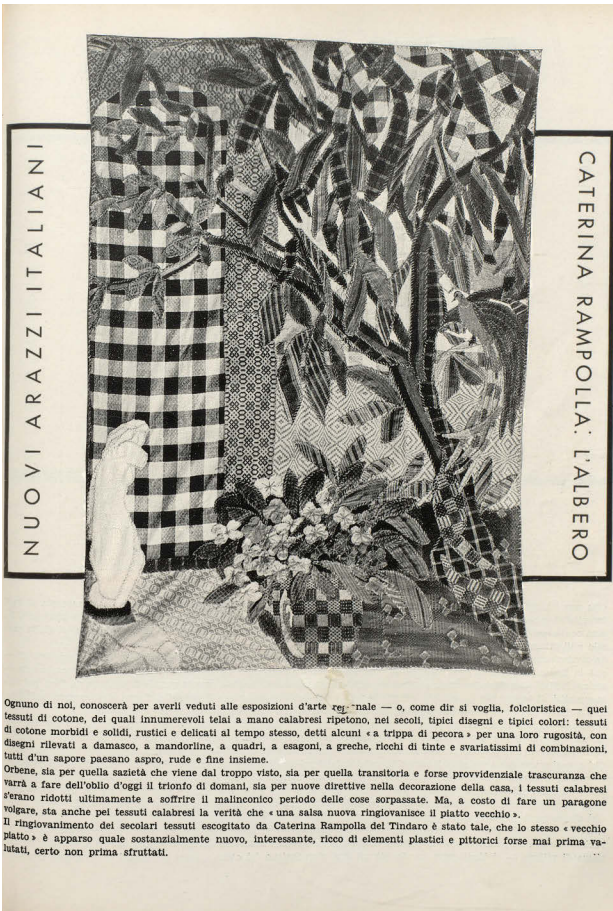 NUOVI ARAZZI ITALIANI
CATERINA RAMPOLLA: L'ALBERO
Ognuno di noi, conoscerà per averli veduti alle esposizioni d'arte — o, come dir si voglia, folcloristica — quei
tessuti di cotone, dei quali innumerevoli telai a mano calabresi ripetono, nei secoli, tipici disegni e tipici colori: tessuti
di cotone morbidi e solidi, rustici e delicati al tempo stesso, detti alcuni « a trippa di pecora » per una loro rugosità, con
disegni rilevati a damasco, a mandorline, a quadri, a esagoni, a greche, ricchi di tinte e svariatissimi di combinazioni,
tutti d'un sapore paesano aspro, rude e fine insieme.
Orbene, sia per quella sazietà che viene dal troppo visto, sia per quella transitoria e forse provvidenziale trascuranza che
varrà a fare dell'oblio d'oggi il trionfo di domani, sia per nuove direttive nella decorazione della casa, i tessuti calabresi
s'erano ridotti ultimamente a soffrire il malinconico periodo delle cose sorpassate. Ma, a costo di fare un paragone
volgare, sta anche pei tessuti calabresi la verità che « una salsa nuova ringiovanisce il piatto vecchio ».
Il ringiovanimento dei secolari tessuti escogitato da Caterina Rampolla del Tindaro è stato tale, che lo stesso « vecchio
piatto » è apparso quale sostanzialmente nuovo, interessante, ricco di elementi plastici e pittorici forse mai prima va-
lutati, certo non prima sfruttati.